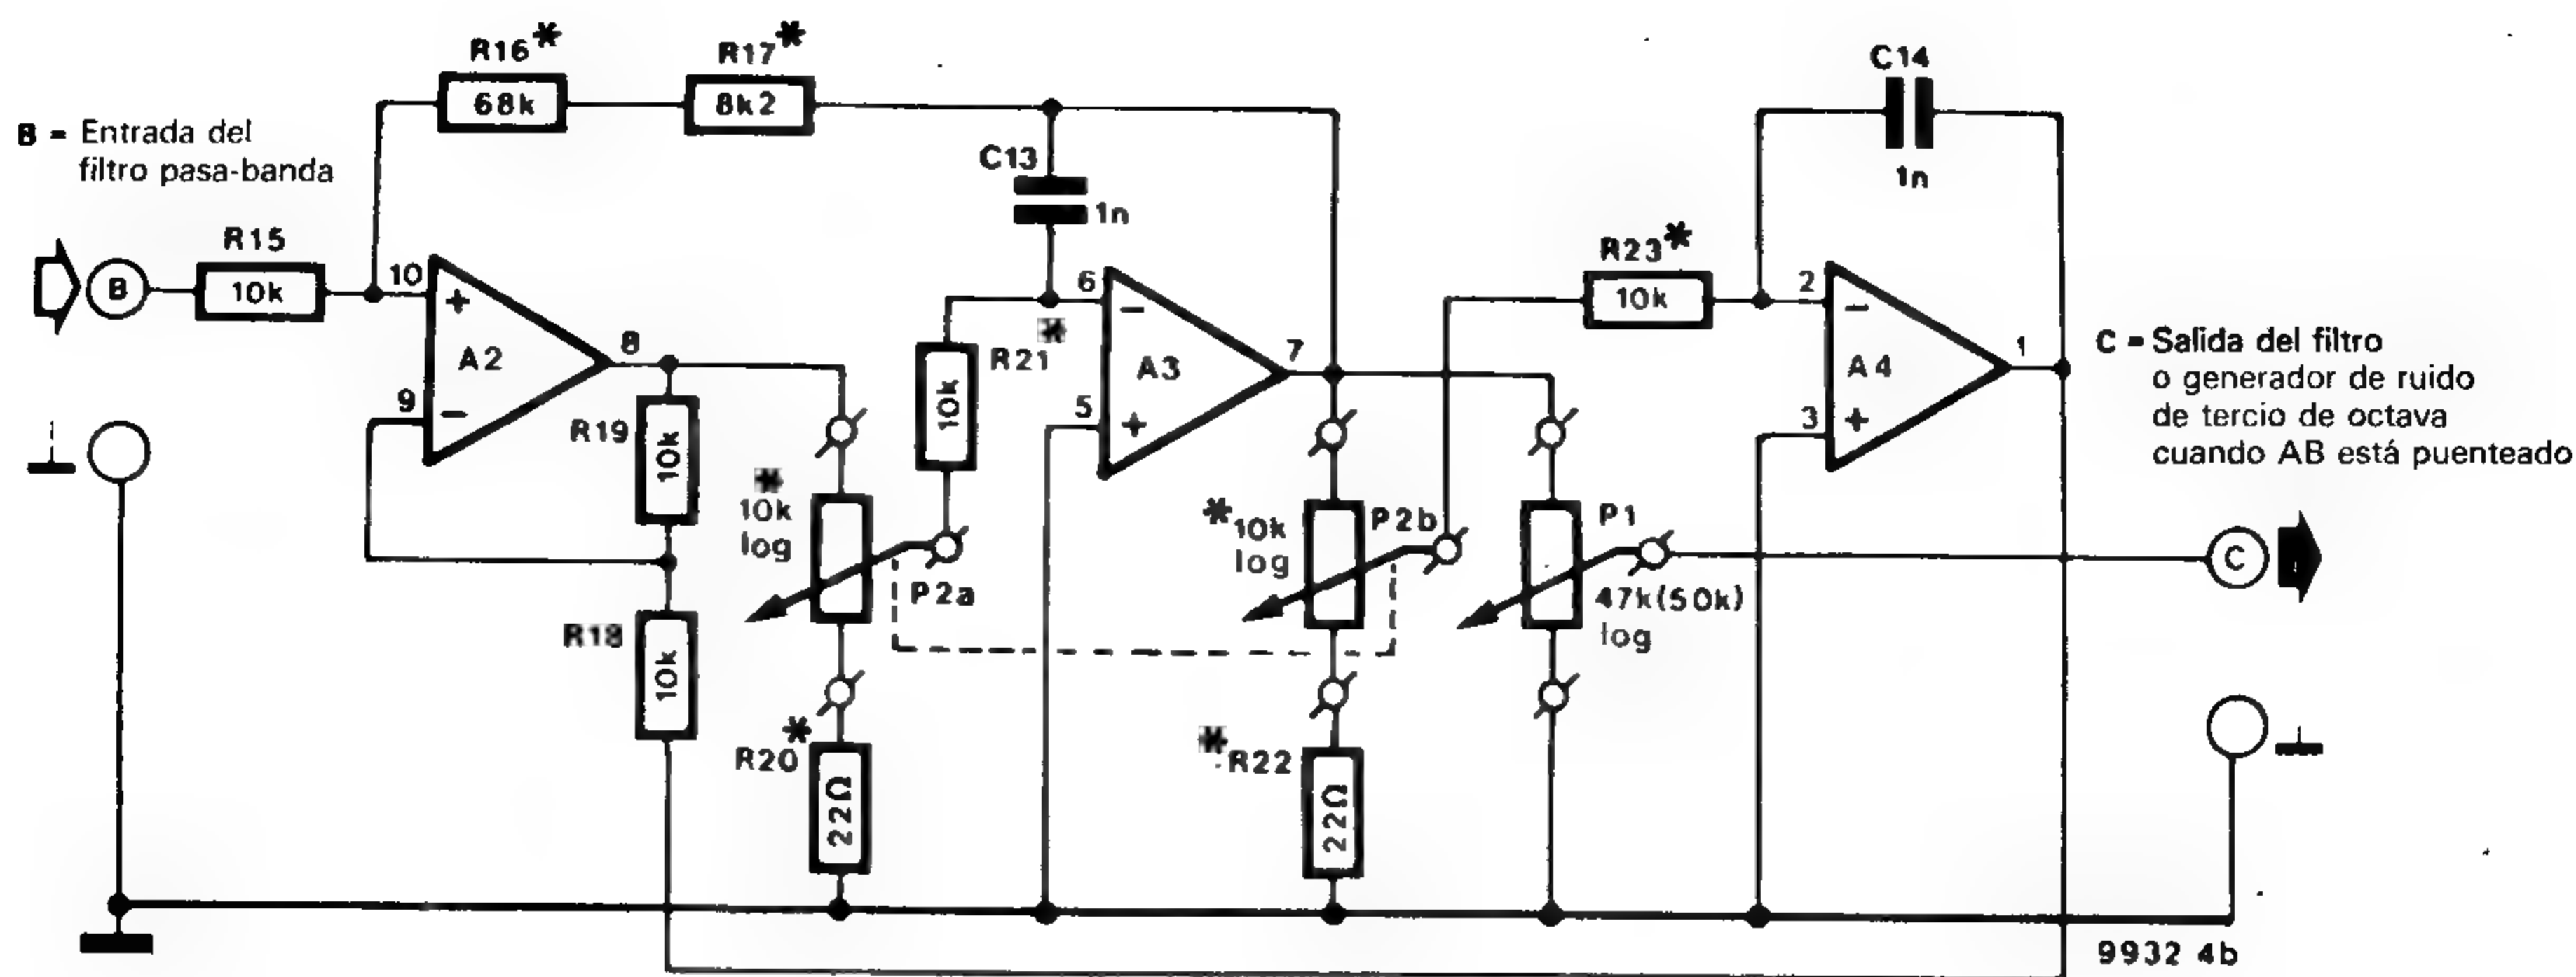 R16*
R17*
C14
68k
8k2
B = Entrada del
filtro pasa-banda
C13
1n
1n
R15
R23*
10
6
2
B
10k
+
−
10k
−
C = Salida del filtro
o generador de ruido
de tercio de octava
cuando AB está puenteado
A2
8
*
R21
A3
7
A4
1
9
−
R19
10k
10k
5
+
3
+
*
10k
log
P2a
*10k
log
P2b
P1
47k(50k)
log
C
R18
10k
*
R20
22Ω
*
R22
22Ω
9932 4b